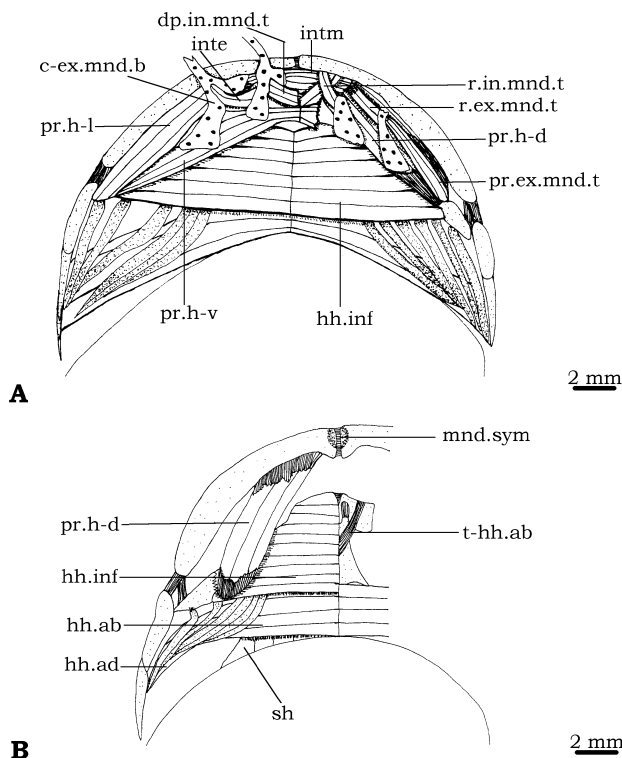 dp.in.mnd.t
inte
intm
c-ex.mnd.b
r.in.mnd.t
r.ex.mnd.t
pr.h-l
pr.h-d
pr.ex.mnd.t
pr.h-v
hh.inf
A
2 mm
mnd.sym
pr.h-d
t-hh.ab
hh.inf
hh.ab
hh.ad
sh
B
2 mm